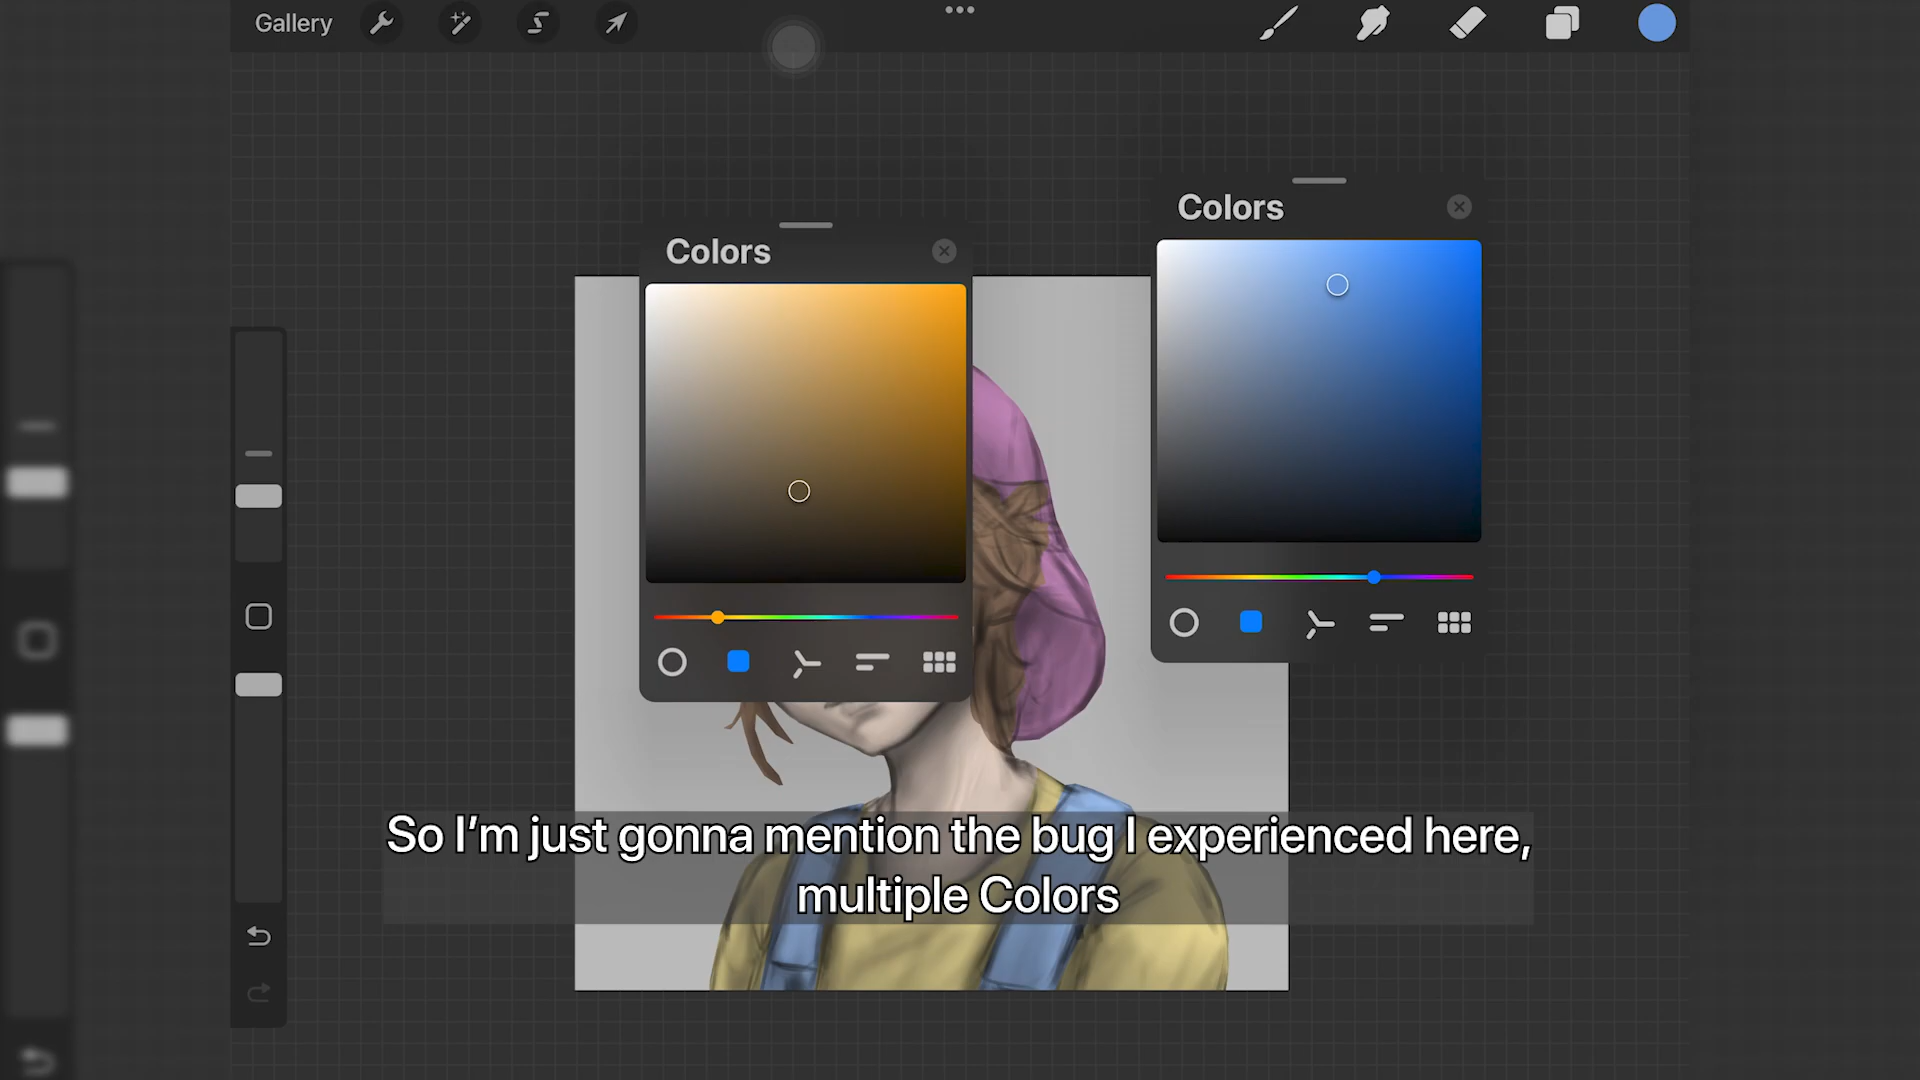 Gallery
Colors
Colors
So I'm just gonna mention the bug I experienced here,
multiple Colors